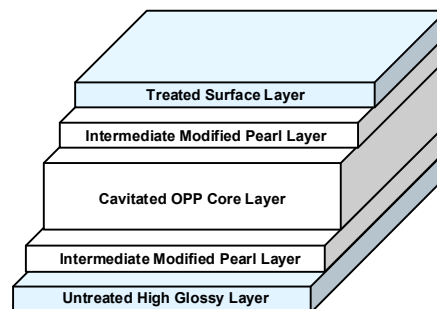 Treated Surface Layer
Intermediate Modified Pearl Layer
Cavitated OPP Core Layer
Intermediate Modified Pearl Layer
Untreated High Glossy Layer